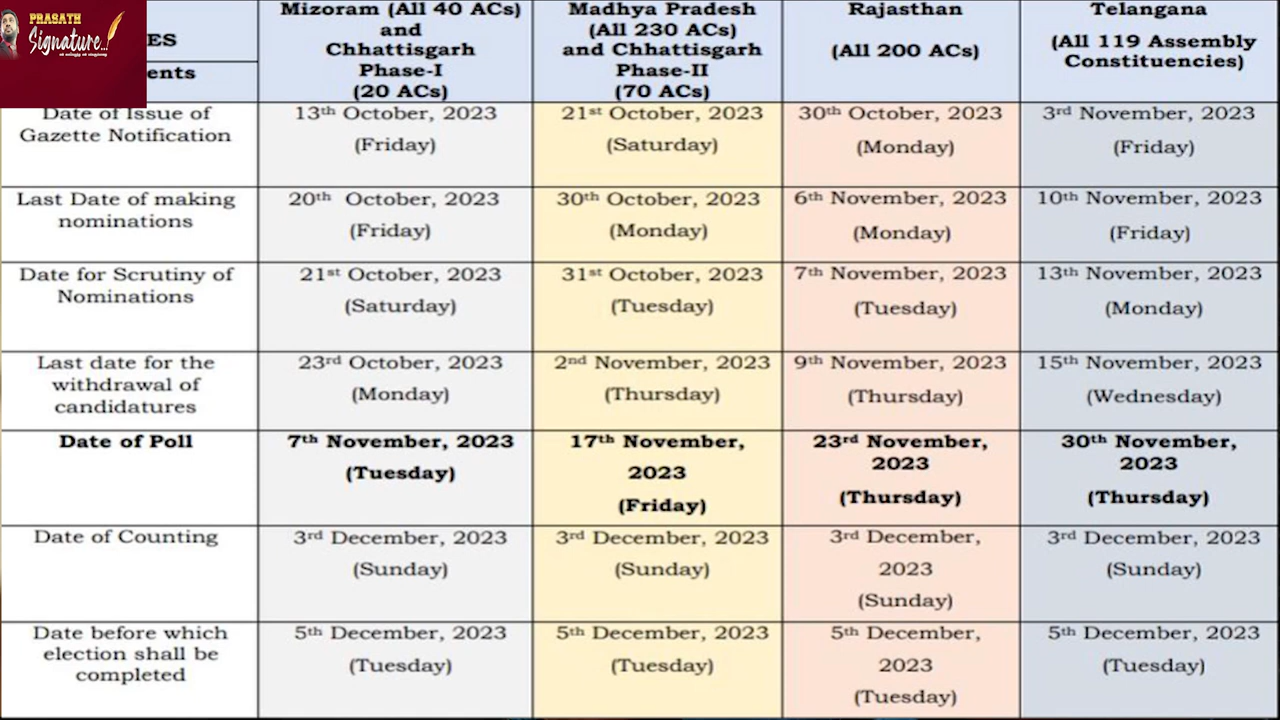 PRASATH
Signature...!
ES
ents
Mizoram (All 40 ACs)
and
Chhattisgarh
Phase-I
(20 ACs)
Madhya Pradesh
(All 230 ACs)
and Chhattisgarh
Phase-II
(70 ACs)
Rajasthan
(All 200 ACs)
Telangana
(All 119 Assembly
Constituencies)
Date of Issue of
Gazette Notification
13th October, 2023
(Friday)
21st October, 2023
(Saturday)
30th October, 2023
(Monday)
3rd November, 2023
(Friday)
Last Date of making
nominations
20th October, 2023
(Friday)
30th October, 2023
(Monday)
6th November, 2023
(Monday)
10th November, 2023
(Friday)
Date for Scrutiny of
Nominations
21st October, 2023
(Saturday)
31st October, 2023
(Tuesday)
7th November, 2023
(Tuesday)
13th November, 2023
(Monday)
Last date for the
withdrawal of
candidatures
23rd October, 2023
(Monday)
2nd November, 2023
(Thursday)
9th November, 2023
(Thursday)
15th November, 2023
(Wednesday)
Date of Poll
7th November, 2023
(Tuesday)
17th November,
2023
(Friday)
23rd November,
2023
(Thursday)
30th November,
2023
(Thursday)
Date of Counting
3rd December, 2023
(Sunday)
3rd December, 2023
(Sunday)
3rd December,
2023
(Sunday)
3rd December, 2023
(Sunday)
Date before which
election shall be
completed
5th December, 2023
(Tuesday)
5th December, 2023
(Tuesday)
5th December,
2023
(Tuesday)
5th December, 2023
(Tuesday)